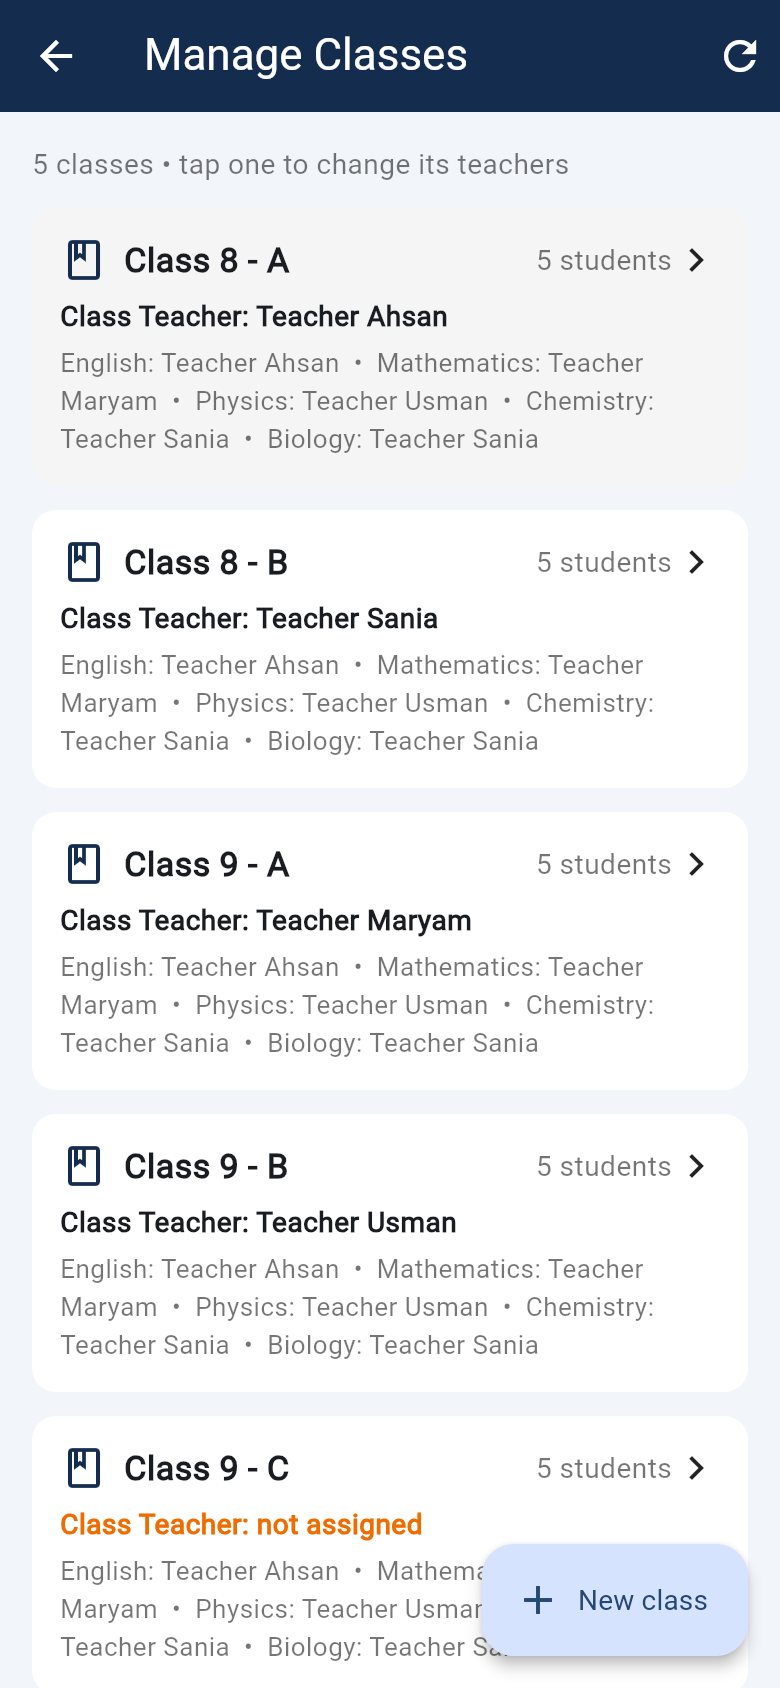 Manage Classes
5 classes • tap one to change its teachers
Class 8 - A
5 students
Class Teacher: Teacher Ahsan
English: Teacher Ahsan • Mathematics: Teacher
Maryam • Physics: Teacher Usman • Chemistry:
Teacher Sania • Biology: Teacher Sania
Class 8 - B
5 students
Class Teacher: Teacher Sania
English: Teacher Ahsan • Mathematics: Teacher
Maryam • Physics: Teacher Usman • Chemistry:
Teacher Sania • Biology: Teacher Sania
Class 9 - A
5 students
Class Teacher: Teacher Maryam
English: Teacher Ahsan • Mathematics: Teacher
Maryam • Physics: Teacher Usman • Chemistry:
Teacher Sania • Biology: Teacher Sania
Class 9 - B
5 students
Class Teacher: Teacher Usman
English: Teacher Ahsan • Mathematics: Teacher
Maryam • Physics: Teacher Usman • Chemistry:
Teacher Sania • Biology: Teacher Sania
Class 9 - C
5 students
Class Teacher: not assigned
English: Teacher Ahsan •
Maryam • Physics: Teacher
Teacher Sania • Biology: Teacher
New class